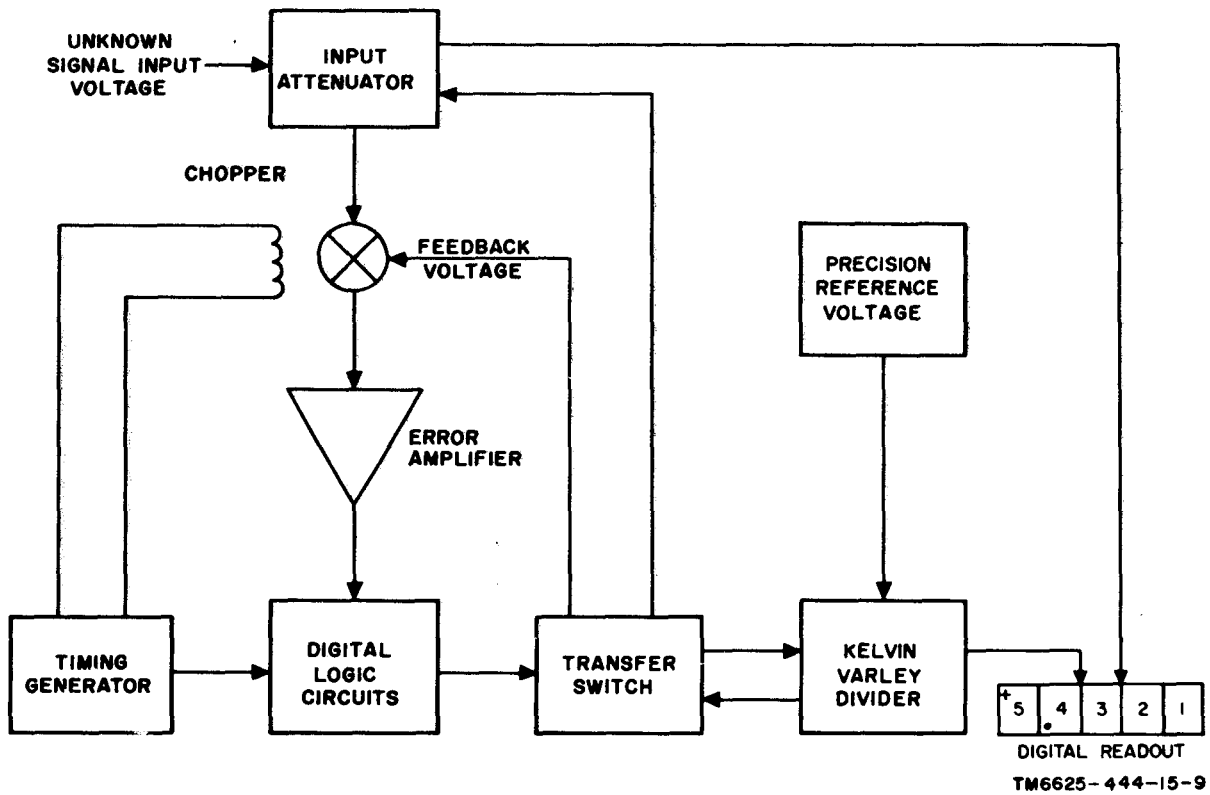 UNKNOWN
SIGNAL INPUT
VOLTAGE
INPUT
ATTENUATOR
CHOPPER
FEEDBACK
VOLTAGE
PRECISION
REFERENCE
VOLTAGE
ERROR
AMPLIFIER
TIMING
GENERATOR
DIGITAL
LOGIC
CIRCUITS
TRANSFER
SWITCH
KELVIN
VARLEY
DIVIDER
+5 .4 3 2 1
DIGITAL READOUT
TM6625-444-15-9